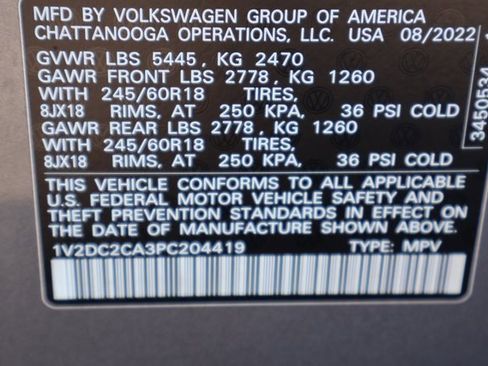 BY VOLKSWAGEN GROUP OF AMERICA
CHATTANOOGA OPERATIONS, LLC. USA 08/2022
GVWR LBS 5445 , KG 2470
GAWR FRONT LBS 2778 , KG 1260
WITH 245/60R18 TIRES,
8JX18 RIMS, AT 250 KPA, 36 PSI COLD
GAWR REAR LBS 2778 , KG 1260
WITH 245/60R18 TIRES,
8JX18 RIMS, AT 250 KPA, 36 PSI COLD
THIS VEHICLE CONFORMS TO ALL APPLICABLE
U.S. FEDERAL MOTOR VEHICLE SAFETY AND
THEFT PREVENTION STANDARDS IN EFFECT ON
THE DATE OF MANUFACTURE SHOWN ABOVE.
1V2DC2CA3PC204419 TYPE: MPV
3450534